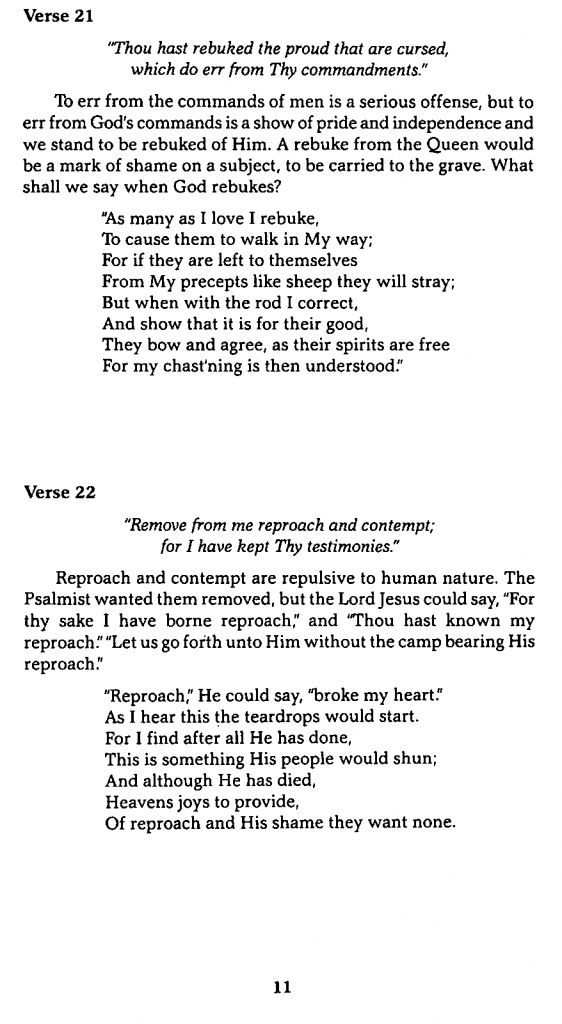 Verse 21
"Thou hast rebuked the proud that are cursed,
which do err from Thy commandments."
To err from the commands of men is a serious offense, but to
err from God's commands is a show of pride and independence and
we stand to be rebuked of Him. A rebuke from the Queen would
be a mark of shame on a subject, to be carried to the grave. What
shall we say when God rebukes?
"As many as I love I rebuke,
To cause them to walk in My way;
For if they are left to themselves
From My precepts like sheep they will stray;
But when with the rod I correct,
And show that it is for their good,
They bow and agree, as their spirits are free
For my chast'ning is then understood."
Verse 22
"Remove from me reproach and contempt;
for I have kept Thy testimonies."
Reproach and contempt are repulsive to human nature. The
Psalmist wanted them removed, but the Lord Jesus could say, "For
thy sake I have borne reproach," and "Thou hast known my
reproach." "Let us go forth unto Him without the camp bearing His
reproach."
"Reproach," He could say, "broke my heart."
As I hear this the teardrops would start.
For I find after all He has done,
This is something His people would shun;
And although He has died,
Heavens joys to provide,
Of reproach and His shame they want none.
11